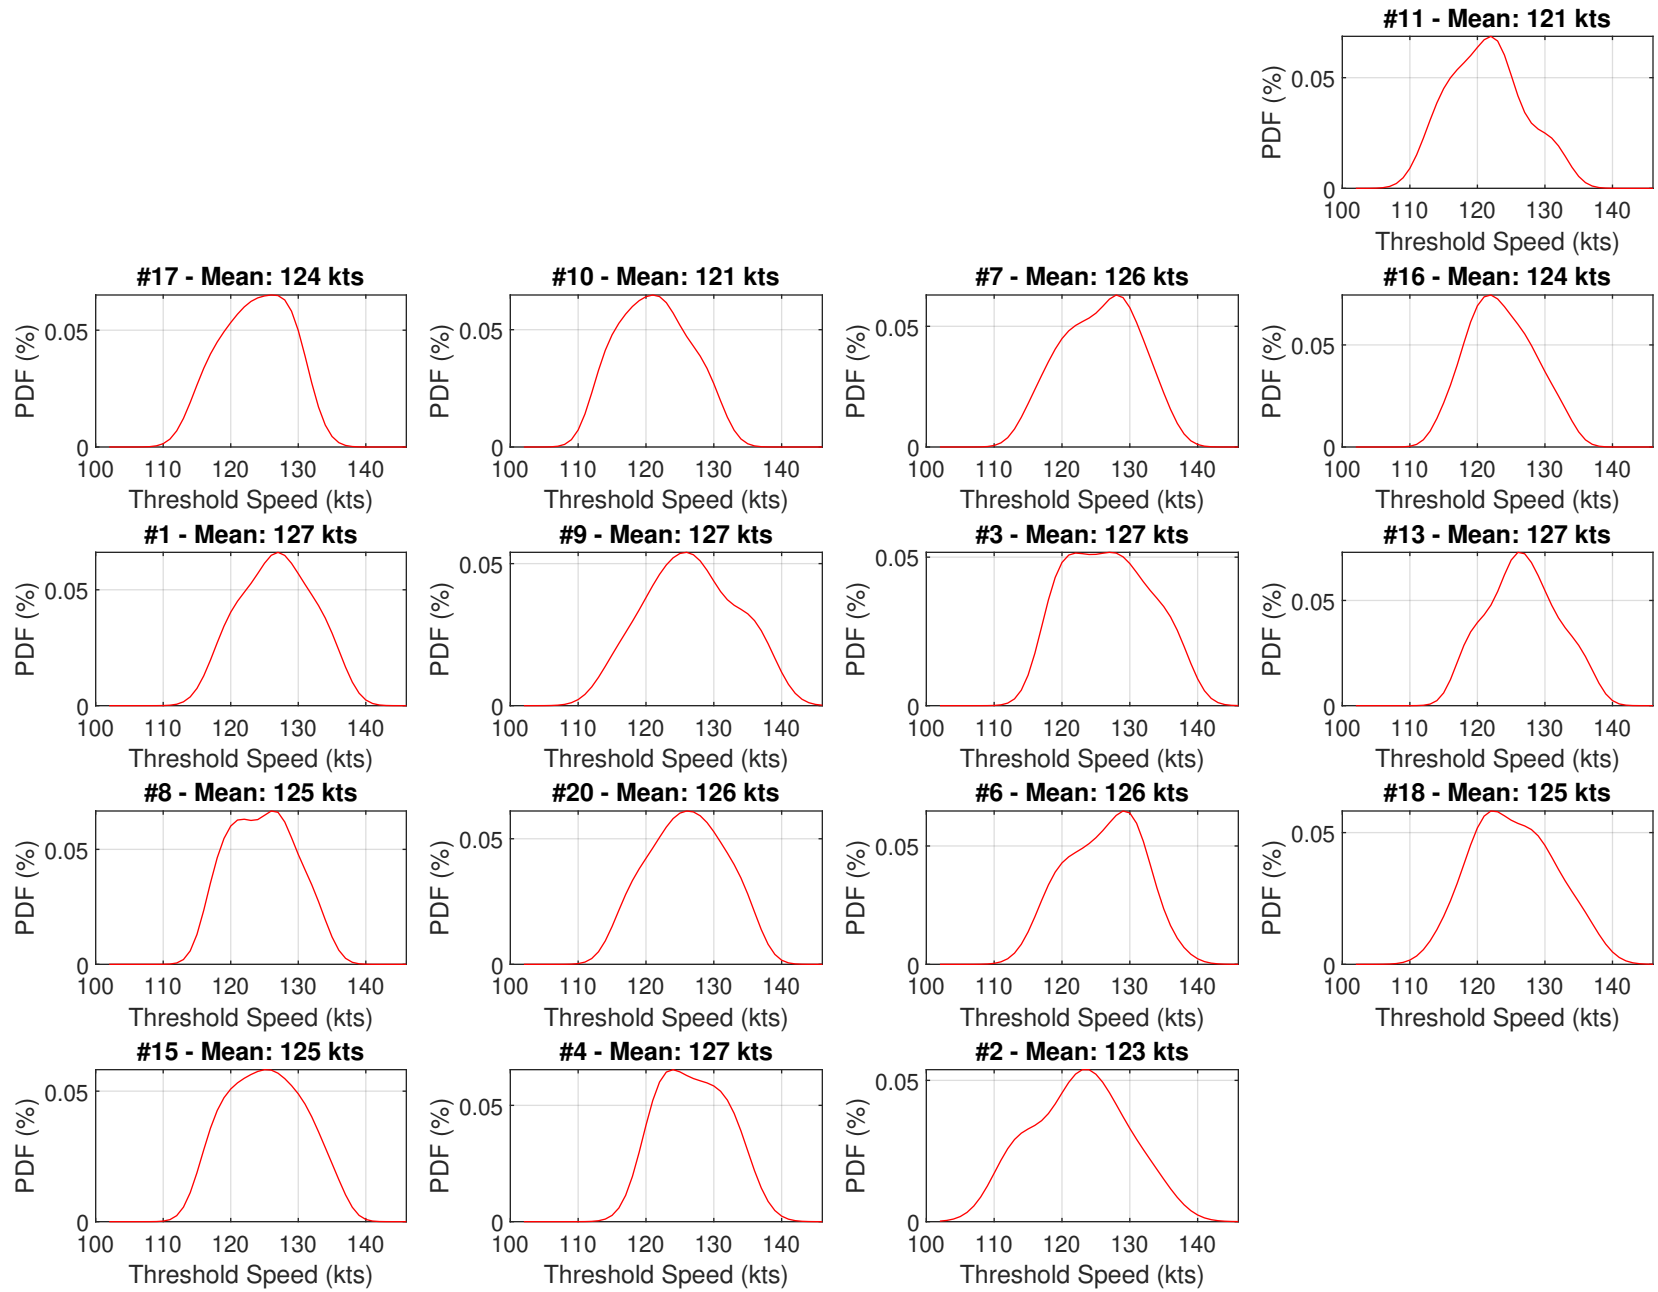 #11 - Mean: 121 kts
PDF (%)
0.05
0
100 110 120 130 140
Threshold Speed (kts)
#17 - Mean: 124 kts
PDF (%)
0.05
0
100 110 120 130 140
Threshold Speed (kts)
#10 - Mean: 121 kts
PDF (%)
0.05
0
100 110 120 130 140
Threshold Speed (kts)
#7 - Mean: 126 kts
PDF (%)
0.05
0
100 110 120 130 140
Threshold Speed (kts)
#16 - Mean: 124 kts
PDF (%)
0.05
0
100 110 120 130 140
Threshold Speed (kts)
#1 - Mean: 127 kts
PDF (%)
0.05
0
100 110 120 130 140
Threshold Speed (kts)
#9 - Mean: 127 kts
PDF (%)
0.05
0
100 110 120 130 140
Threshold Speed (kts)
#3 - Mean: 127 kts
PDF (%)
0.05
0
100 110 120 130 140
Threshold Speed (kts)
#13 - Mean: 127 kts
PDF (%)
0.05
0
100 110 120 130 140
Threshold Speed (kts)
#8 - Mean: 125 kts
PDF (%)
0.05
0
100 110 120 130 140
Threshold Speed (kts)
#20 - Mean: 126 kts
PDF (%)
0.05
0
100 110 120 130 140
Threshold Speed (kts)
#6 - Mean: 126 kts
PDF (%)
0.05
0
100 110 120 130 140
Threshold Speed (kts)
#18 - Mean: 125 kts
PDF (%)
0.05
0
100 110 120 130 140
Threshold Speed (kts)
#15 - Mean: 125 kts
PDF (%)
0.05
0
100 110 120 130 140
Threshold Speed (kts)
#4 - Mean: 127 kts
PDF (%)
0.05
0
100 110 120 130 140
Threshold Speed (kts)
#2 - Mean: 123 kts
PDF (%)
0.05
0
100 110 120 130 140
Threshold Speed (kts)